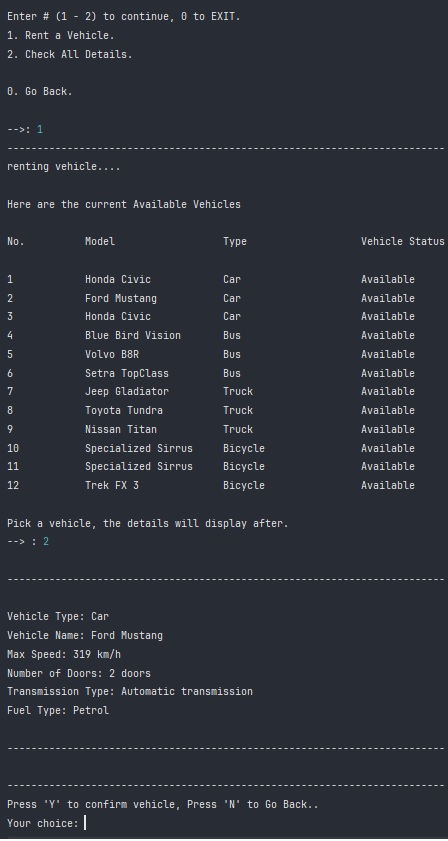 Enter # (1 - 2) to continue, 0 to EXIT.
1. Rent a Vehicle.
2. Check All Details.
0. Go Back.
-->: 1
---------------------------------------------------------------------------
renting vehicle....
Here are the current Available Vehicles
No. Model Type Vehicle Status
1 Honda Civic Car Available
2 Ford Mustang Car Available
3 Honda Civic Car Available
4 Blue Bird Vision Bus Available
5 Volvo B8R Bus Available
6 Setra TopClass Bus Available
7 Jeep Gladiator Truck Available
8 Toyota Tundra Truck Available
9 Nissan Titan Truck Available
10 Specialized Sirrus Bicycle Available
11 Specialized Sirrus Bicycle Available
12 Trek FX 3 Bicycle Available
Pick a vehicle, the details will display after.
--> : 2
---------------------------------------------------------------------------
Vehicle Type: Car
Vehicle Name: Ford Mustang
Max Speed: 319 km/h
Number of Doors: 2 doors
Transmission Type: Automatic transmission
Fuel Type: Petrol
---------------------------------------------------------------------------
---------------------------------------------------------------------------
Press 'Y' to confirm vehicle, Press 'N' to Go Back..
Your choice: